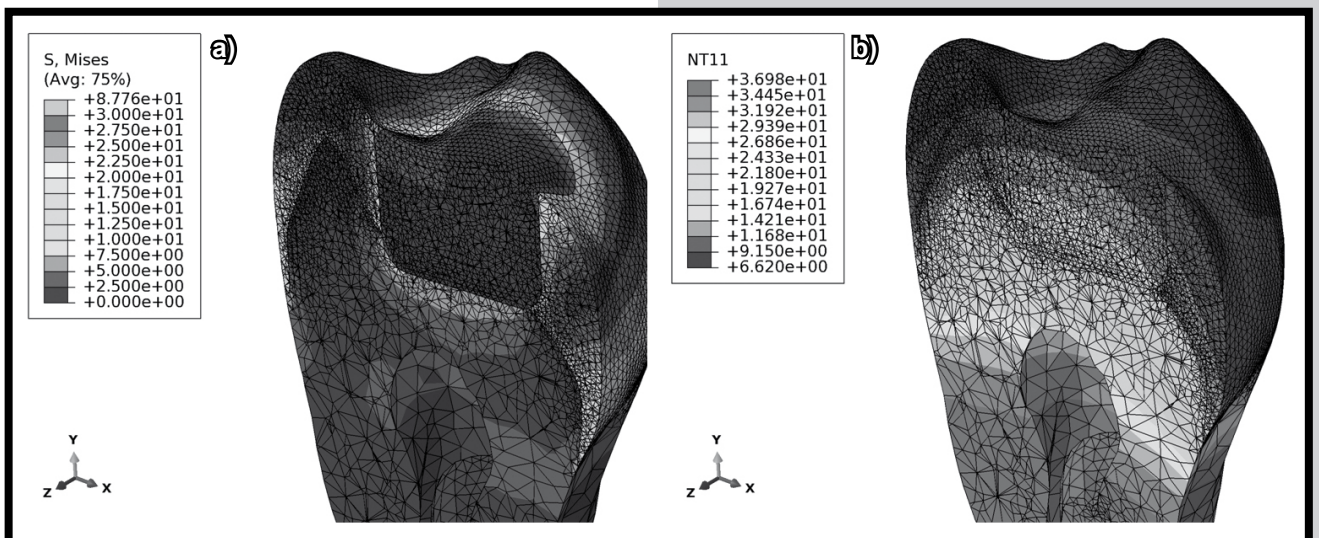 a)
S, Mises
(Avg: 75%)
+8.776e+01
+3.000e+01
+2.750e+01
+2.500e+01
+2.250e+01
+2.000e+01
+1.750e+01
+1.500e+01
+1.250e+01
+1.000e+01
+7.500e+00
+5.000e+00
+2.500e+00
+0.000e+00
Y
Z
X
b)
NT11
+3.698e+01
+3.445e+01
+3.192e+01
+2.939e+01
+2.686e+01
+2.433e+01
+2.180e+01
+1.927e+01
+1.674e+01
+1.421e+01
+1.168e+01
+9.150e+00
+6.620e+00
Y
Z
X